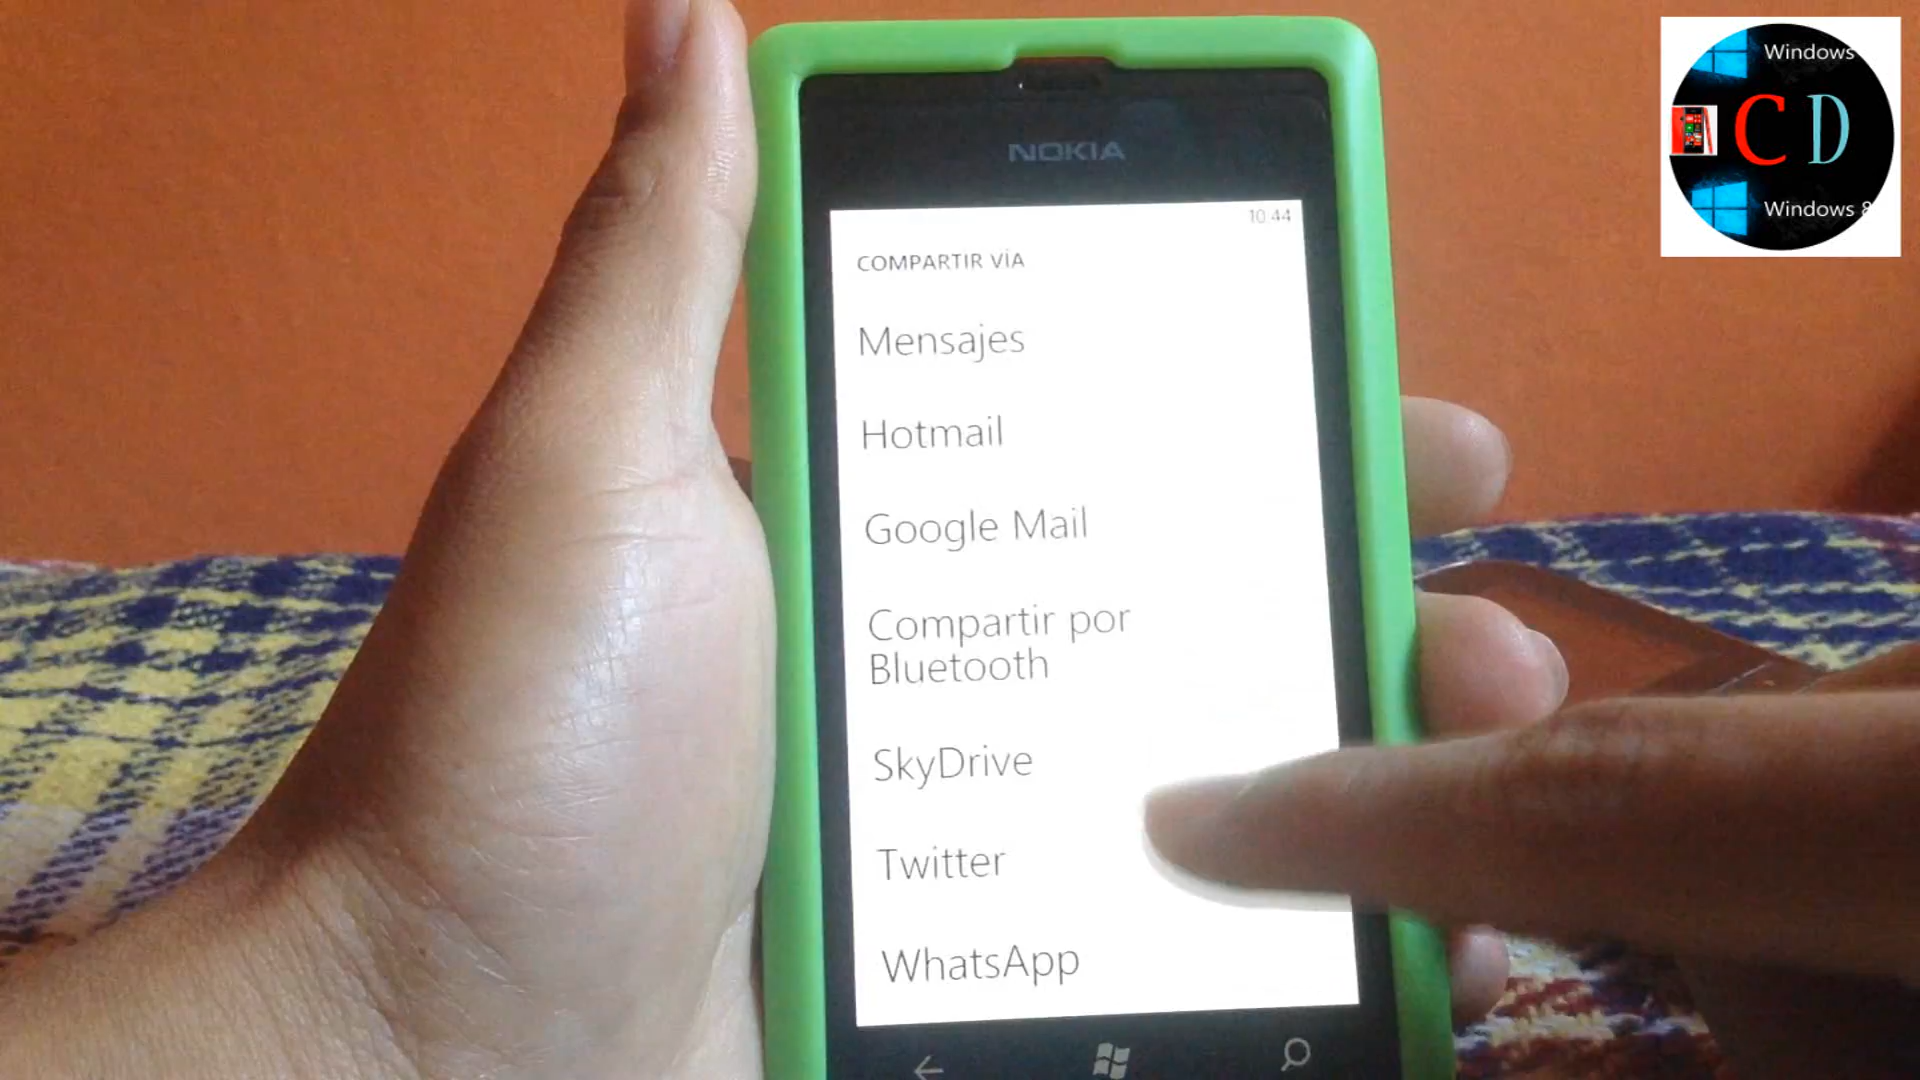 NOKIA
10:44
COMPARTIR VÍA
Mensajes
Hotmail
Google Mail
Compartir por
Bluetooth
SkyDrive
Twitter
WhatsApp
Windows
C D
Windows 8